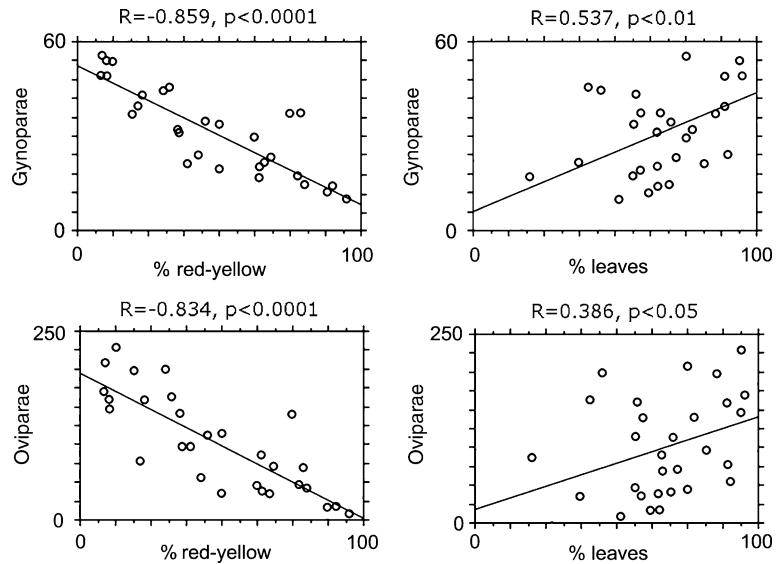 R=-0.859, p<0.0001
60
Gynoparae
0
0
% red-yellow
100
R=0.537, p<0.01
60
Gynoparae
0
0
% leaves
100
R=-0.834, p<0.0001
250
Oviparae
0
0
% red-yellow
100
R=0.386, p<0.05
250
Oviparae
0
0
% leaves
100